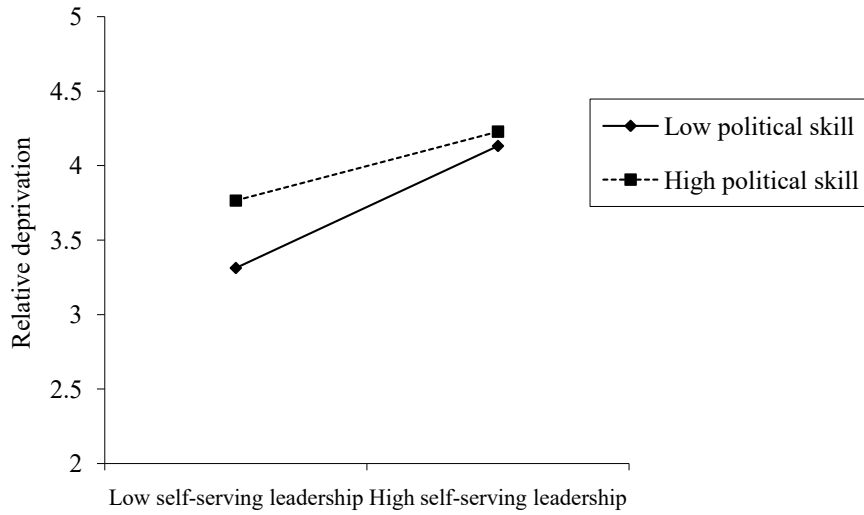 5
4.5
4
3.5
3
2.5
2
Relative deprivation
Low self-serving leadership High self-serving leadership
Low political skill
High political skill